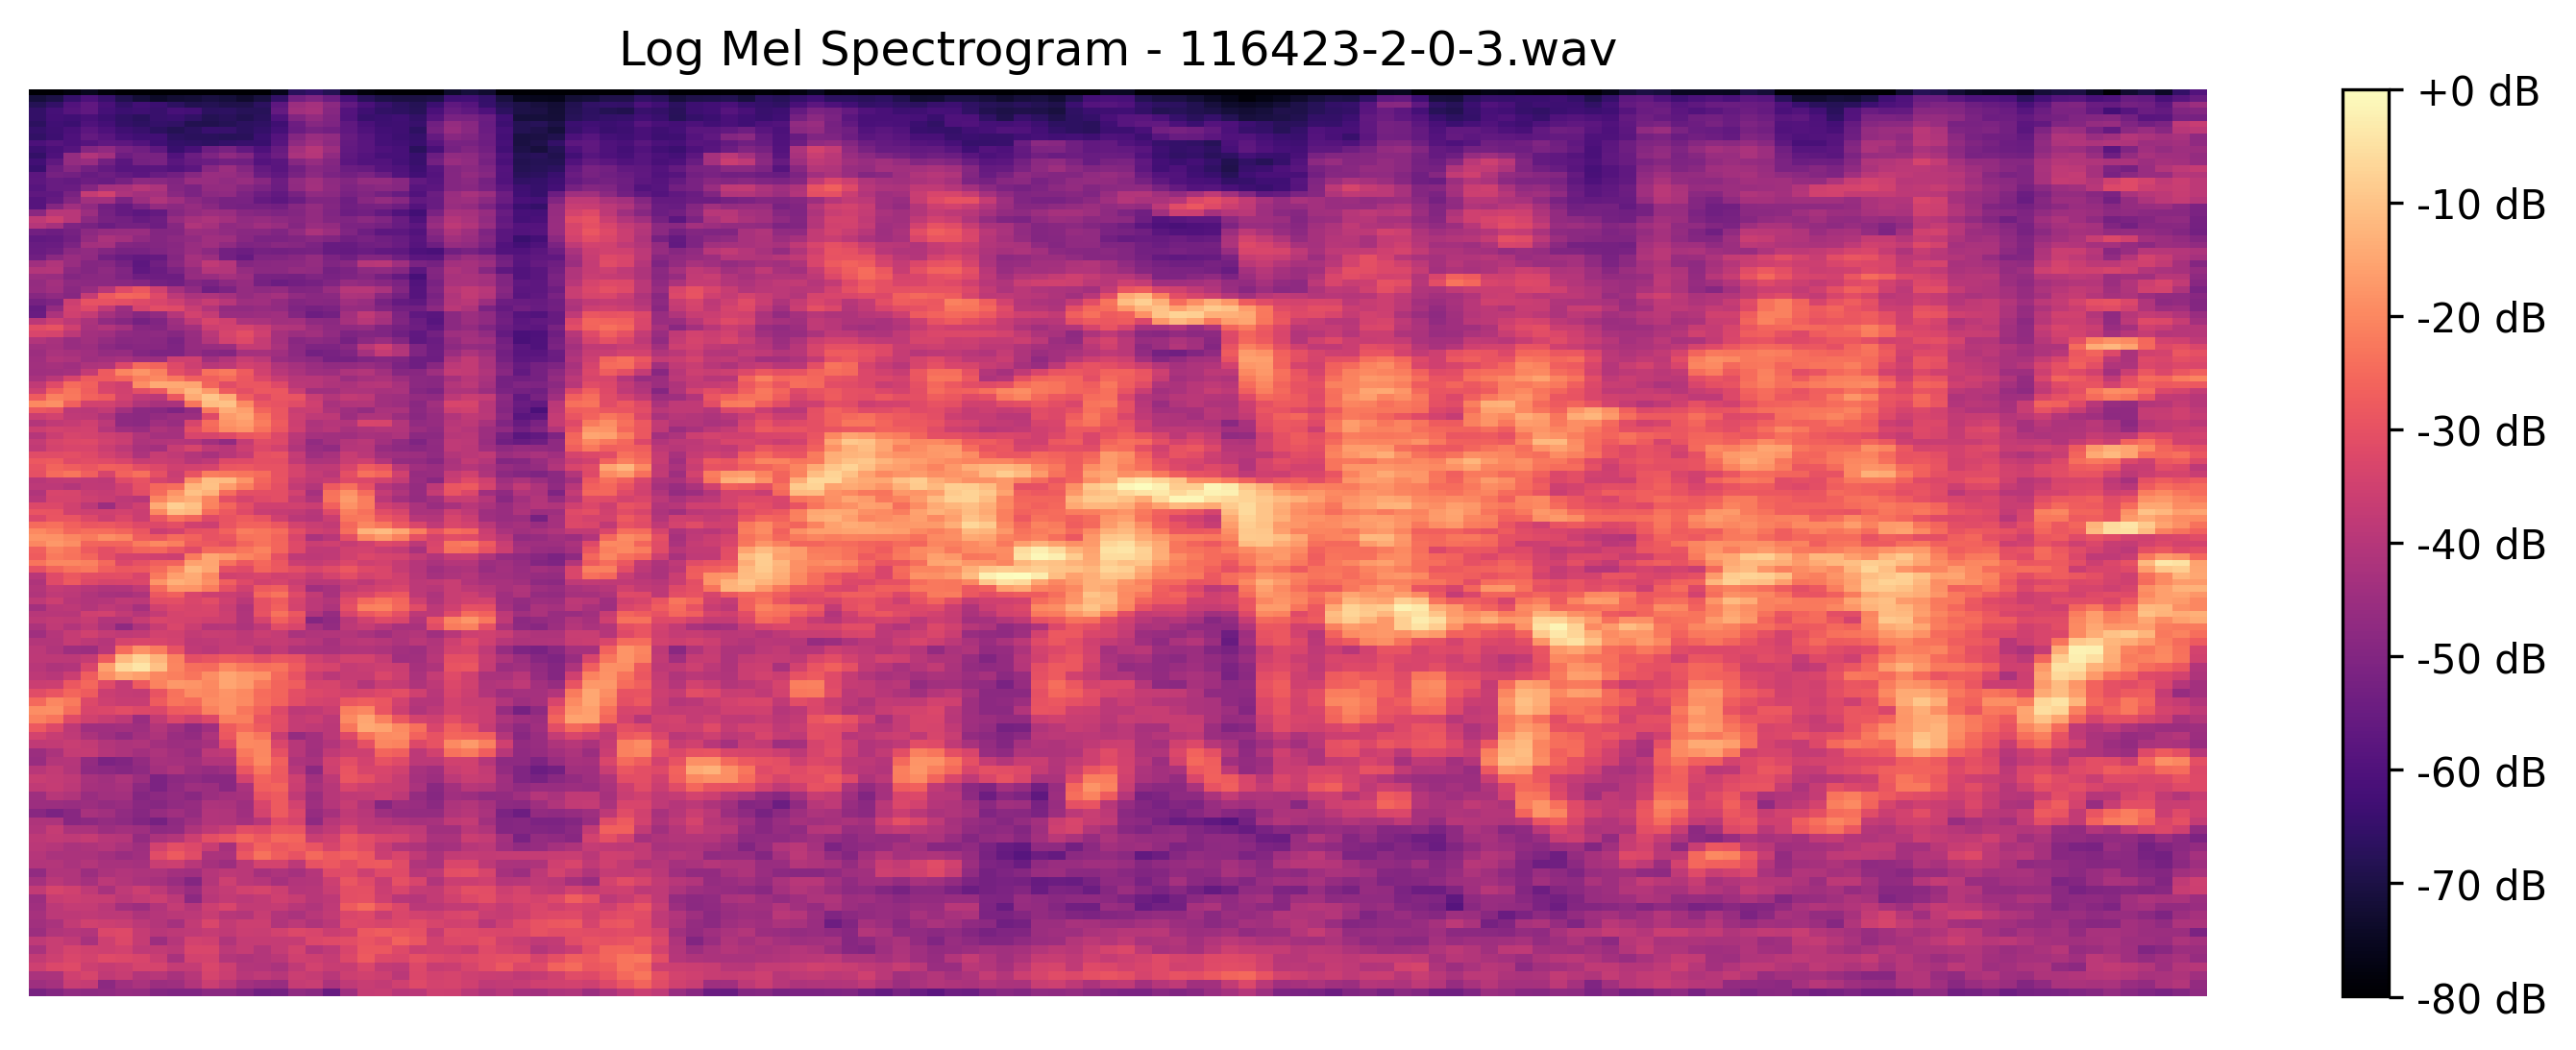 Log Mel Spectrogram - 116423-2-0-3.wav
+0 dB
-10 dB
-20 dB
-30 dB
-40 dB
-50 dB
-60 dB
-70 dB
-80 dB